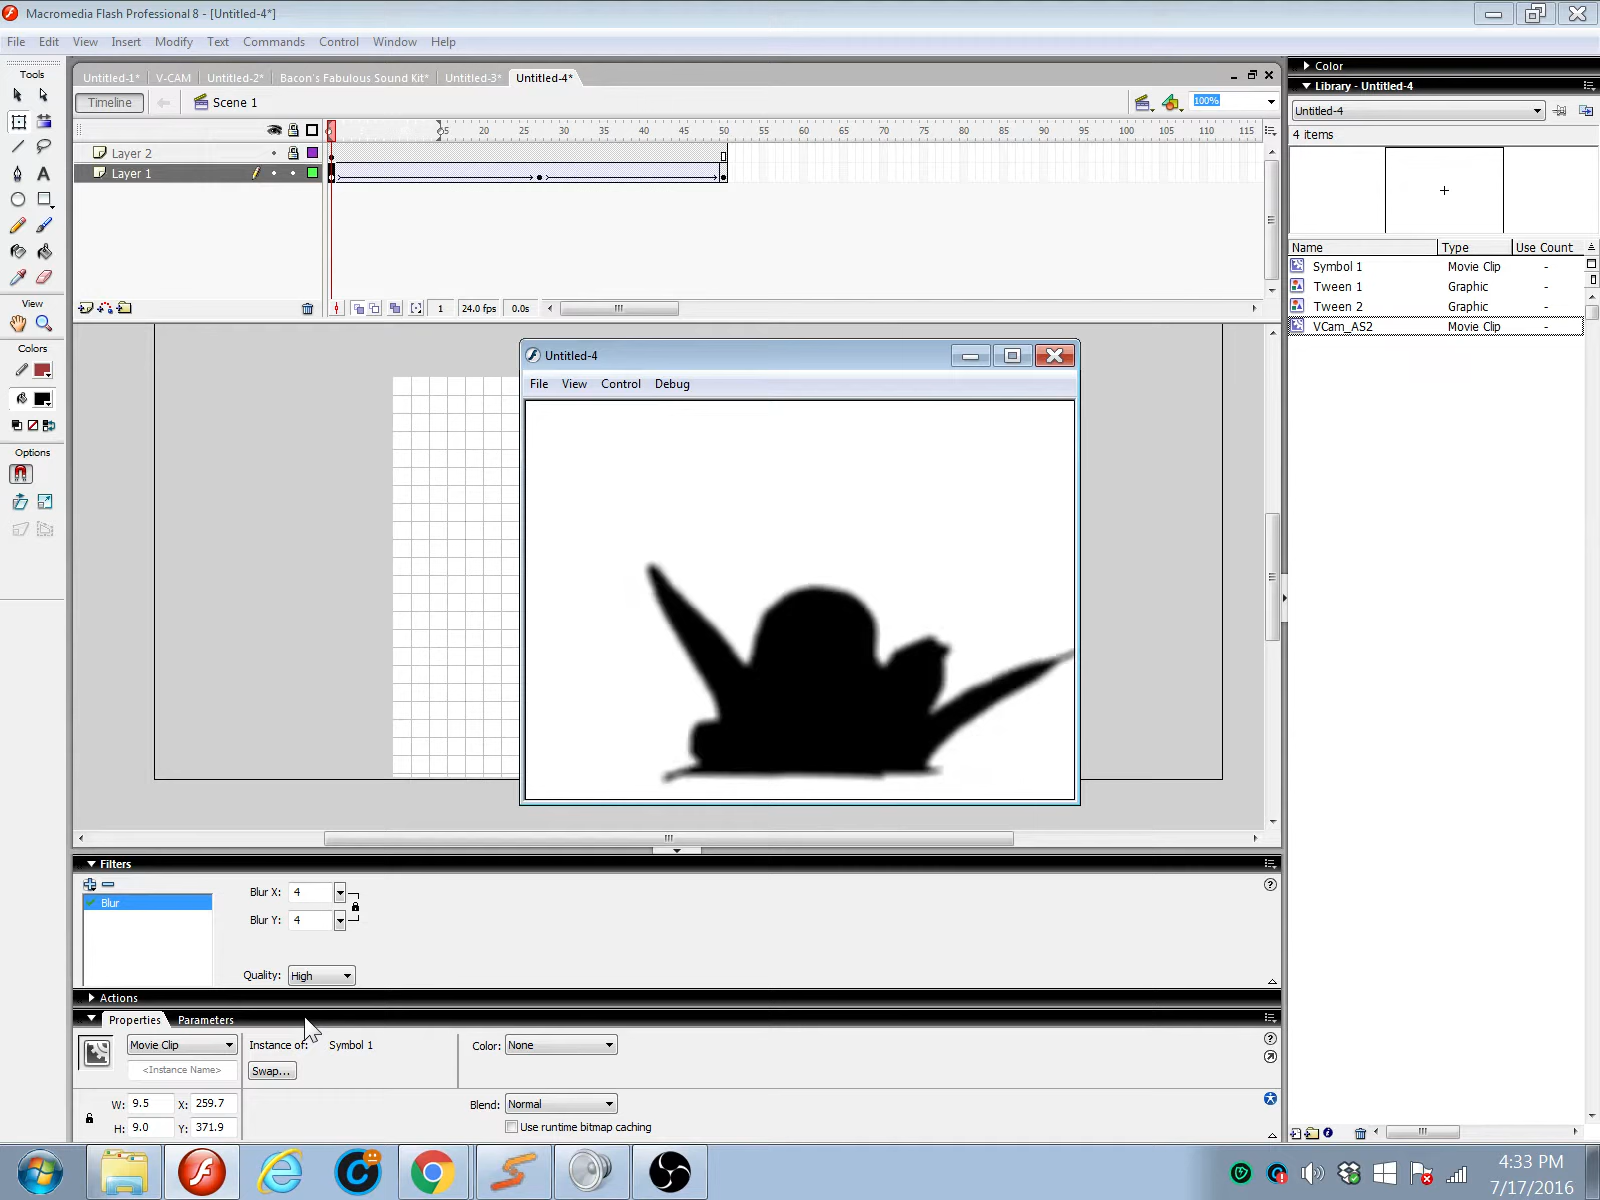 Macromedia Flash Professional 8 - [Untitled-4*]
File Edit View Insert Modify Text Commands Control Window Help
Tools
Untitled-1* V-CAM Untitled-2* Bacon's Fabulous Sound Kit* Untitled-3* Untitled-4*
Timeline Scene 1 100%
5 20 25 30 35 40 45 50 55 60 65 70 75 80 85 90 95 100 105 110 115
Layer 2
Layer 1
1 24.0 fps 0.0s
View
Colors
Options
Color
Library - Untitled-4
Untitled-4
4 items
Name Type Use Count
Symbol 1 Movie Clip -
Tween 1 Graphic -
Tween 2 Graphic -
VCam_AS2 Movie Clip -
Untitled-4
File View Control Debug
Filters
Blur
Blur X: 4
Blur Y: 4
Quality: High
Actions
Properties Parameters
Movie Clip Instance of: Symbol 1 Color: None
<Instance Name> Swap...
W: 9.5 X: 259.7 Blend: Normal
H: 9.0 Y: 371.9 Use runtime bitmap caching
4:33 PM
7/17/2016